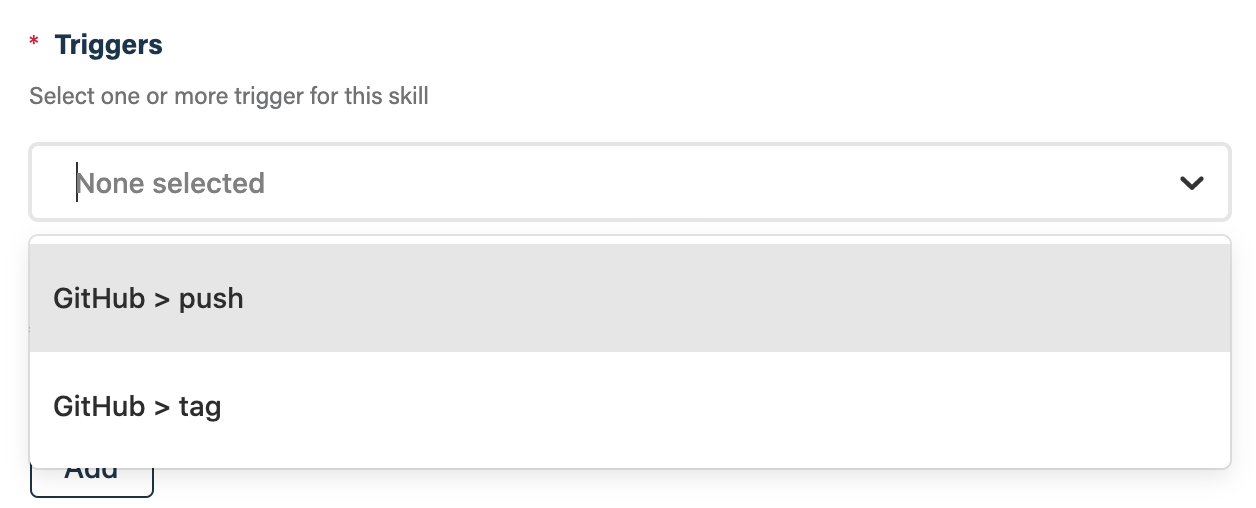 * Triggers
Select one or more trigger for this skill
None selected
GitHub > push
GitHub > tag
Add